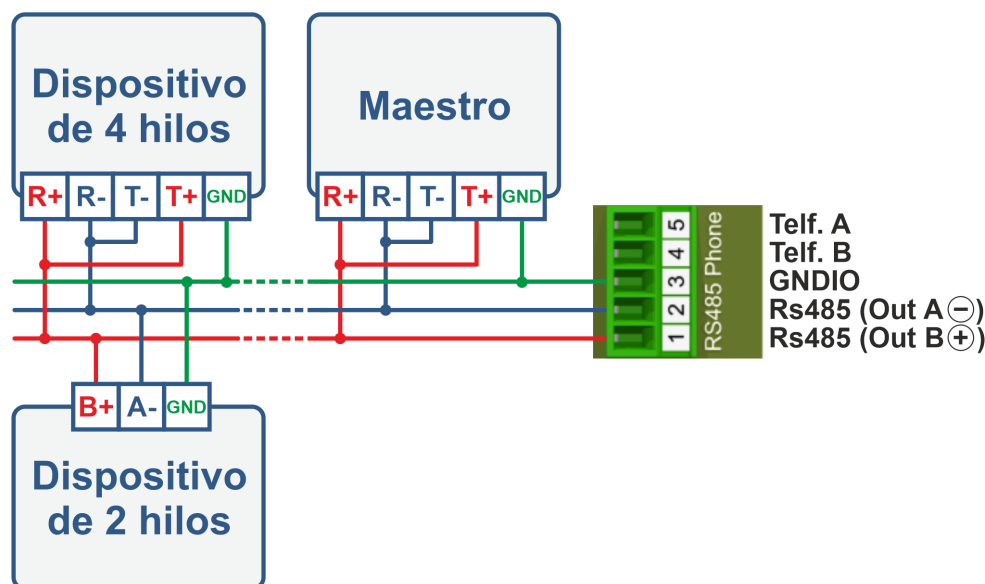 Dispositivo
de 4 hilos
R+ R- T- T+ GND
Maestro
R+ R- T- T+ GND
5 4 3 2 1
RS485 Phone
Telf. A
Telf. B
GNDIO
Rs485 (Out A-)
Rs485 (Out B+)
B+ A- GND
Dispositivo
de 2 hilos